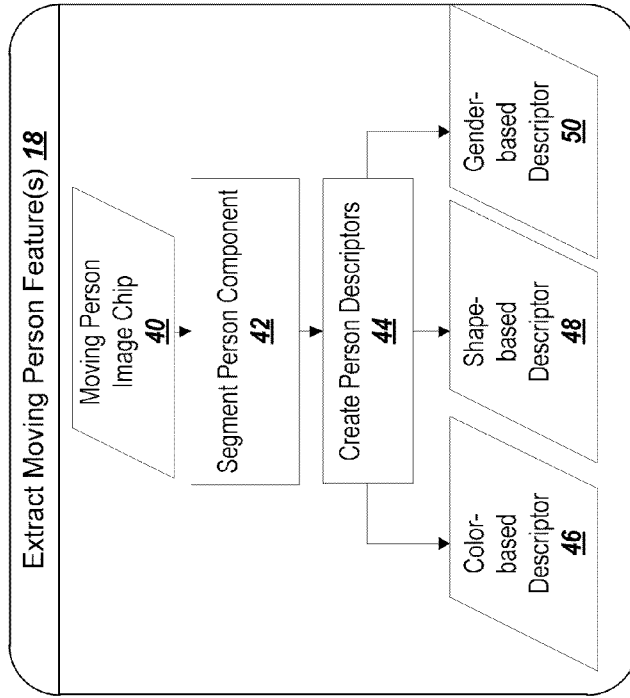 Extract Moving Person Feature(s) 18
Moving Person
Image Chip
40
Segment Person Component
42
Create Person Descriptors
44
Color-
based
Descriptor
46
Shape-
based
Descriptor
48
Gender-
based
Descriptor
50